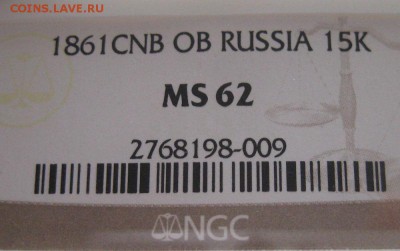 COINS.LAVE.RU
1861CNB OB RUSSIA 15K
MS 62
2768198-009
NGC